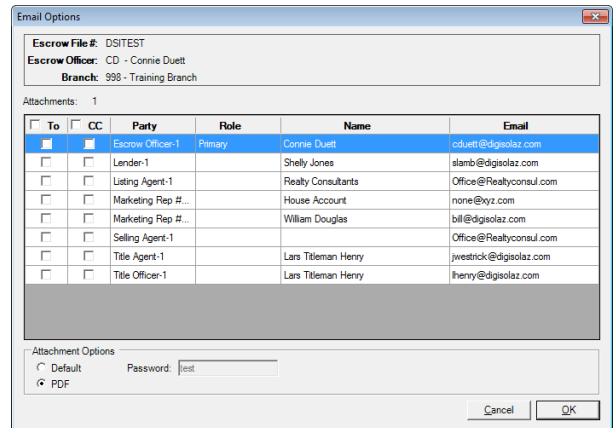 Email Options
Escrow File #: DSITEST
Escrow Officer: CD - Connie Duett
Branch: 998 - Training Branch
Attachments: 1
To CC Party Role Name Email
Escrow Officer-1 Primary Connie Duett cduett@digisolaz.com
Lender-1 Shelly Jones slamb@digisolaz.com
Listing Agent-1 Realty Consultants Office@Realtyconsul.com
Marketing Rep #... House Account none@xyz.com
Marketing Rep #... William Douglas bill@digisolaz.com
Selling Agent-1 Office@Realtyconsul.com
Title Agent-1 Lars Titleman Henry jwestrick@digisolaz.com
Title Officer-1 Lars Titleman Henry lhenry@digisolaz.com
Attachment Options
Default Password: test
PDF
Cancel OK